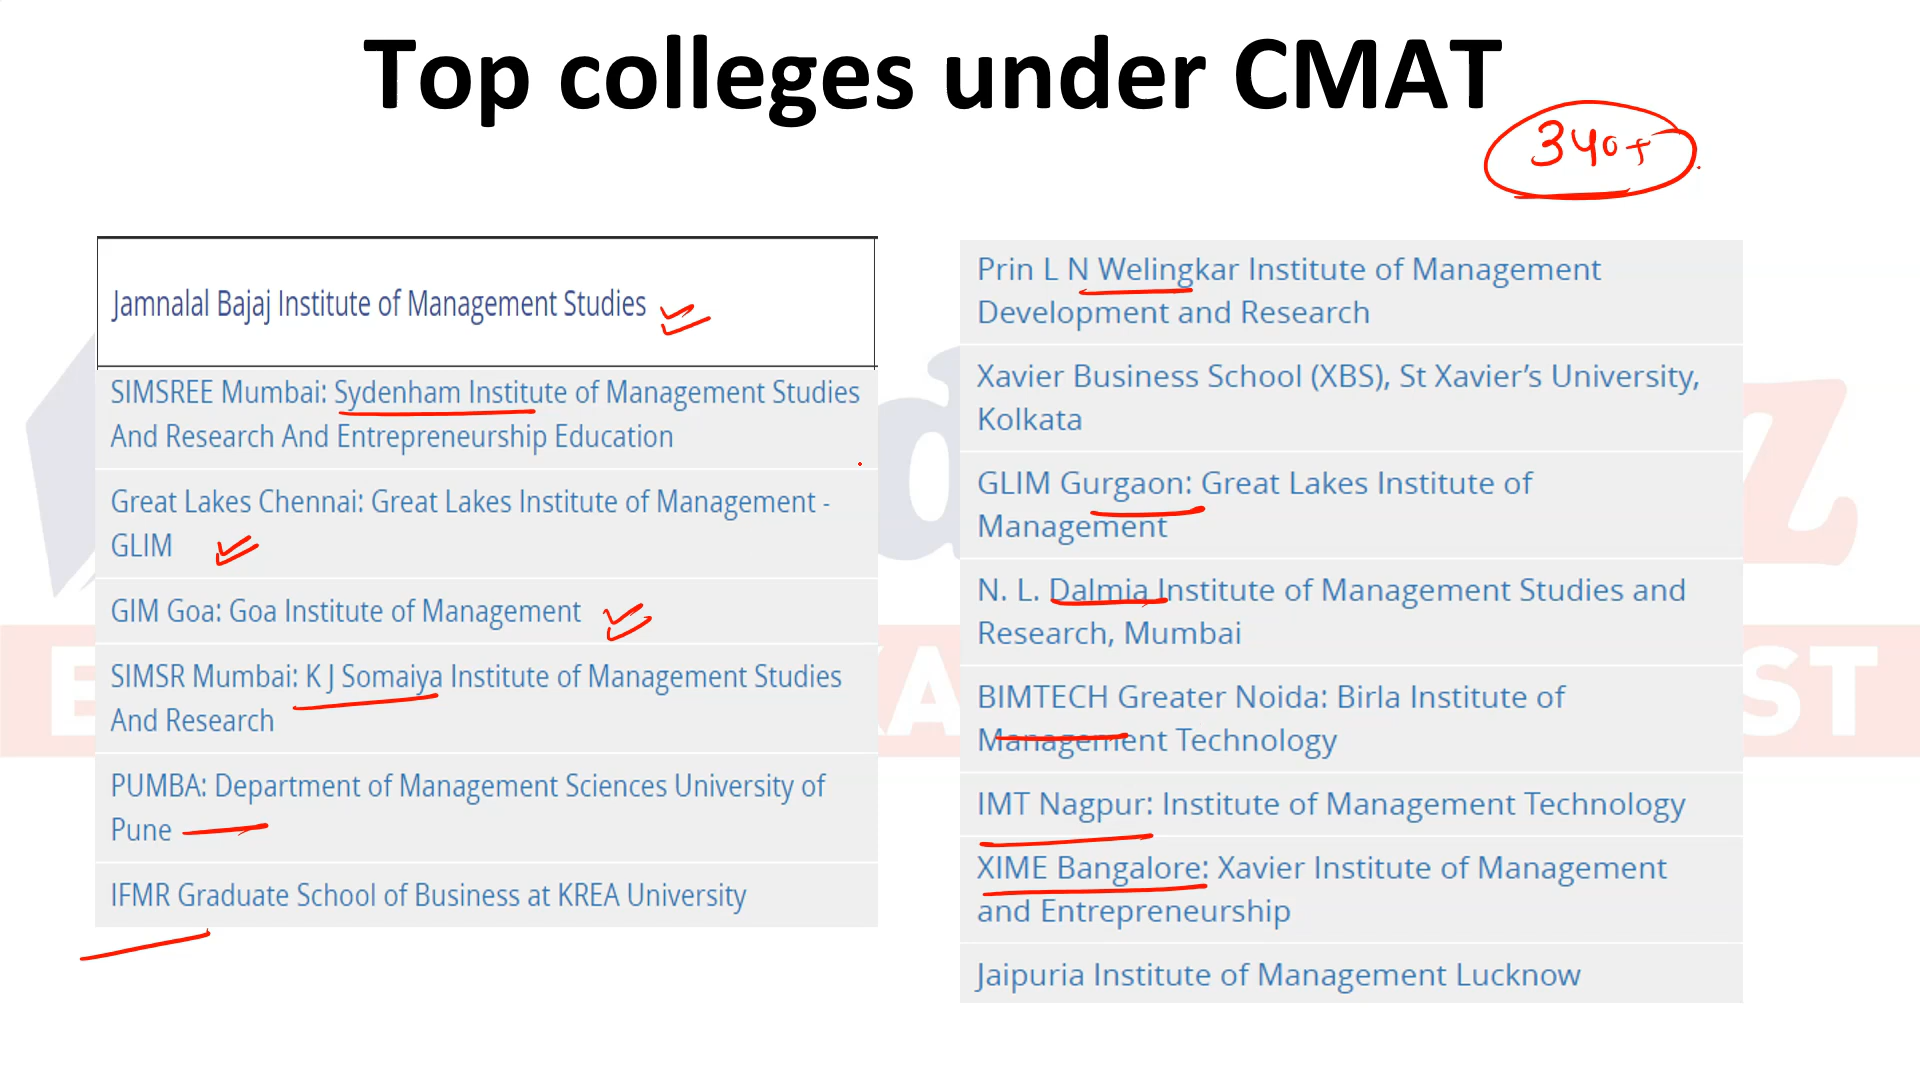 Top colleges under CMAT
340+
Jamnalal Bajaj Institute of Management Studies
SIMSREE Mumbai: Sydenham Institute of Management Studies
And Research And Entrepreneurship Education
Great Lakes Chennai: Great Lakes Institute of Management -
GLIM
GIM Goa: Goa Institute of Management
SIMSR Mumbai: K J Somaiya Institute of Management Studies
And Research
PUMBA: Department of Management Sciences University of
Pune
IFMR Graduate School of Business at KREA University
Prin L N Welingkar Institute of Management
Development and Research
Xavier Business School (XBS), St Xavier’s University,
Kolkata
GLIM Gurgaon: Great Lakes Institute of
Management
N. L. Dalmia Institute of Management Studies and
Research, Mumbai
BIMTECH Greater Noida: Birla Institute of
Management Technology
IMT Nagpur: Institute of Management Technology
XIME Bangalore: Xavier Institute of Management
and Entrepreneurship
Jaipuria Institute of Management Lucknow